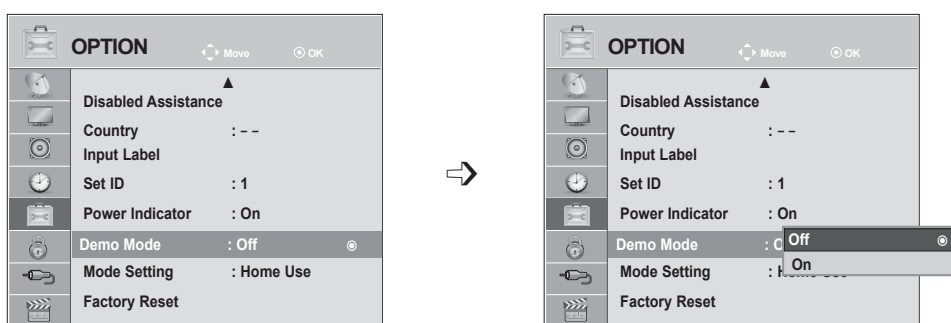 OPTION Move OK
Disabled Assistance
Country : – –
Input Label
Set ID : 1
Power Indicator : On
Demo Mode : Off
Mode Setting : Home Use
Factory Reset
OPTION Move OK
Disabled Assistance
Country : – –
Input Label
Set ID : 1
Power Indicator : On
Demo Mode
Off
On
Mode Setting
Factory Reset